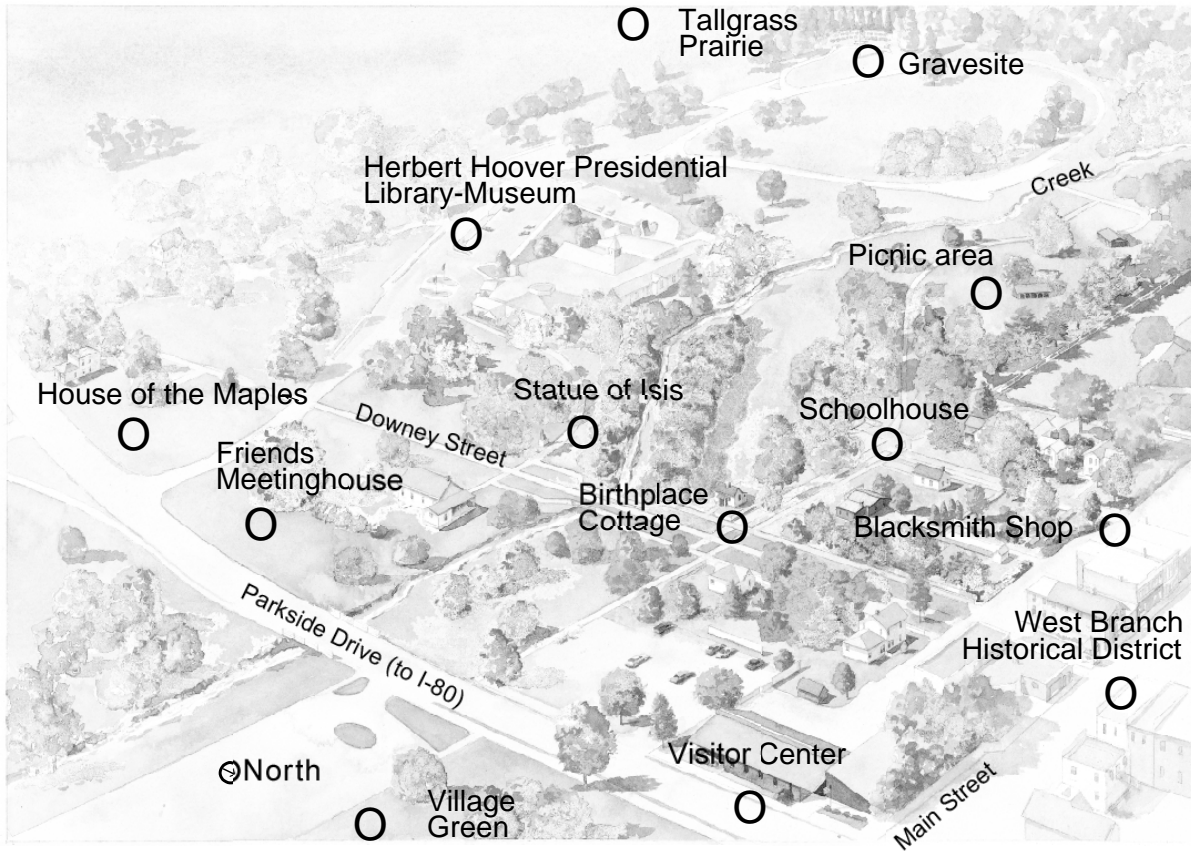 Tallgrass
Prairie
Gravesite
Herbert Hoover Presidential
Library-Museum
Creek
Picnic area
House of the Maples
Statue of Isis
Downey Street
Schoolhouse
Friends
Meetinghouse
Birthplace
Cottage
Blacksmith Shop
Parkside Drive (to I-80)
West Branch
Historical District
Visitor Center
North
Main Street
Village
Green